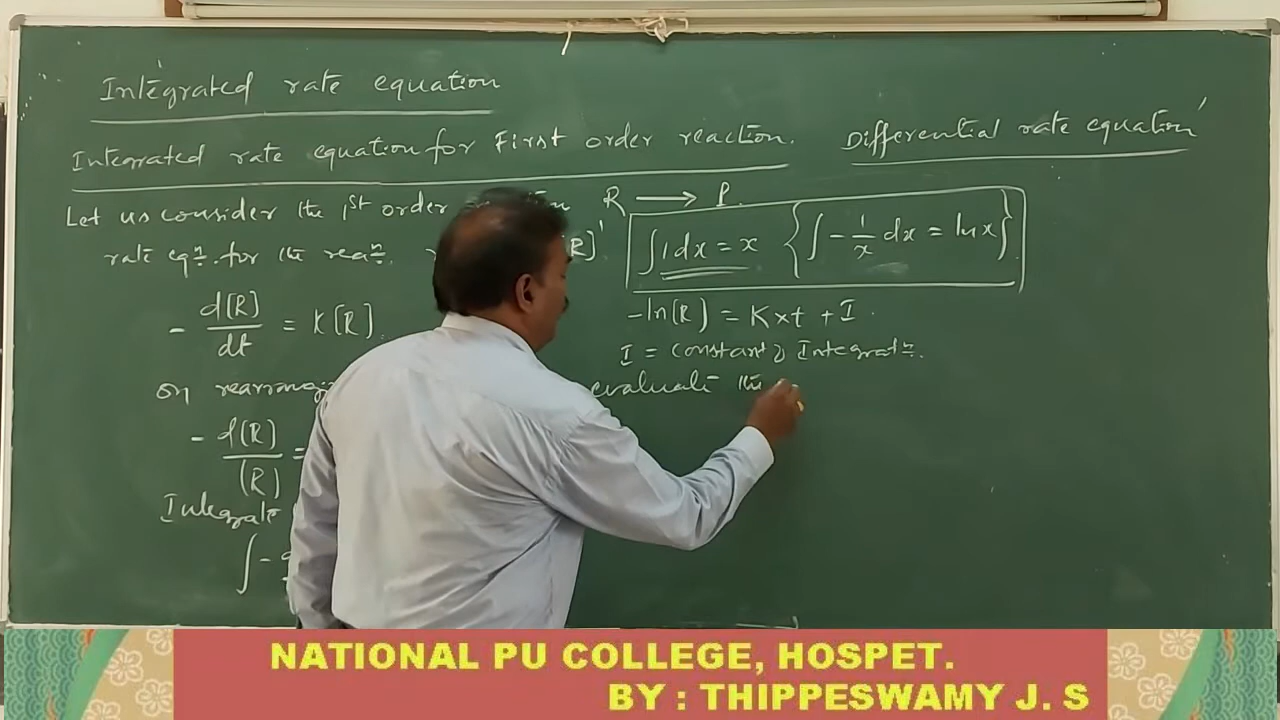 Integrated rate equation
Integrated rate equation for First order reaction.
Differential rate equation
Let us consider the 1st order
R → P.
rate eqn. for the rean.
R]¹
∫1dx = x {∫-1/x dx = ln x}
- d[R]/dt = K[R]
-ln[R] = K×t + I.
I = constant of Integratn.
on rearrang
evaluate the
- d[R]/[R] =
Integrate
∫-
NATIONAL PU COLLEGE, HOSPET.
BY : THIPPESWAMY J. S